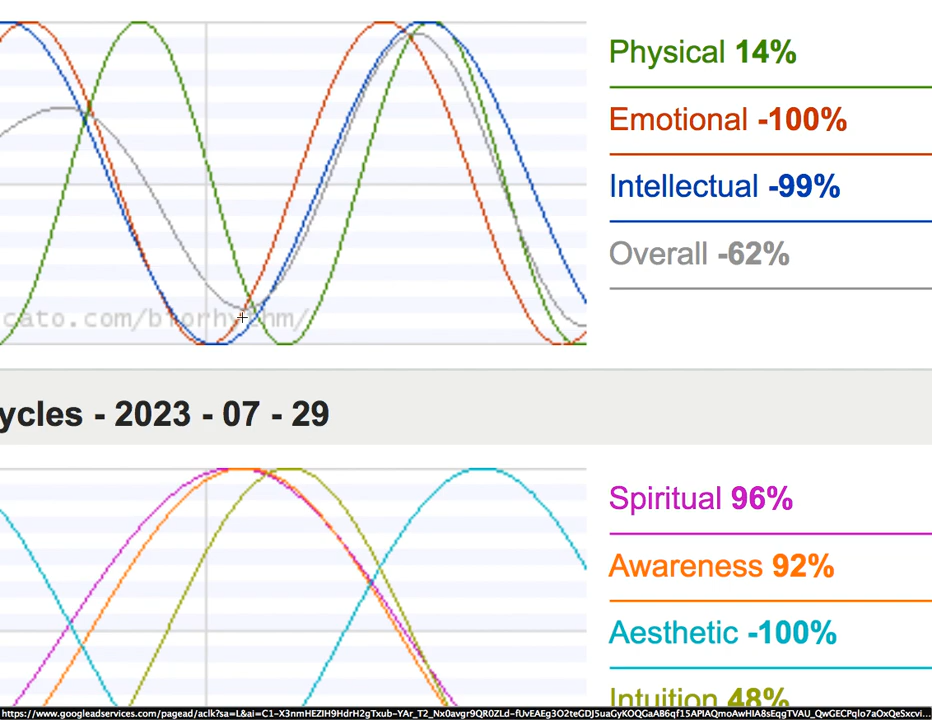 Physical 14%
Emotional -100%
Intellectual -99%
Overall -62%
cato.com/biorhythm/
ycles - 2023 - 07 - 29
Spiritual 96%
Awareness 92%
Aesthetic -100%
Intuition 48%